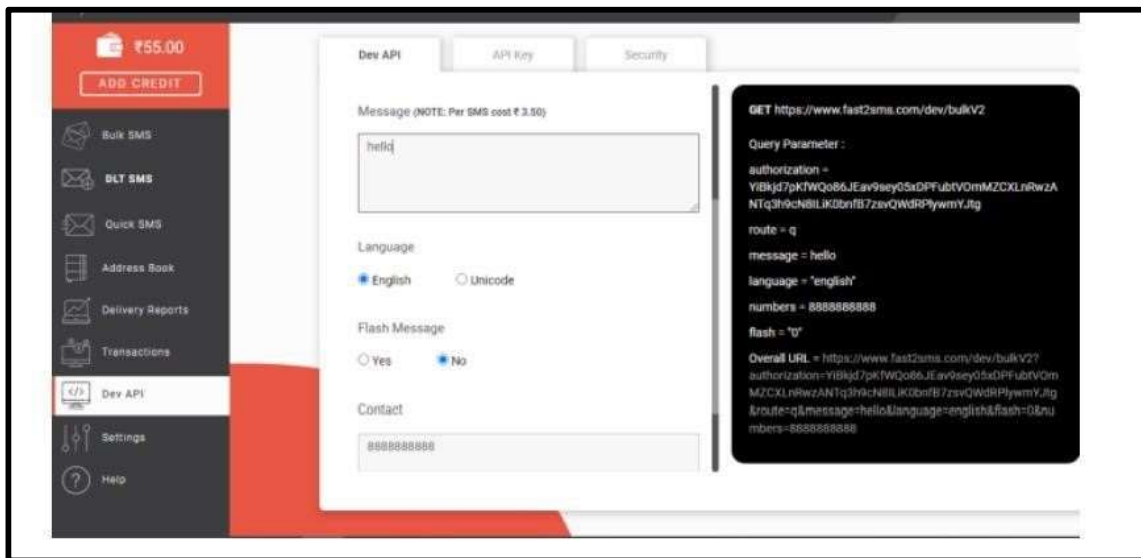 ₹55.00
ADD CREDIT
Bulk SMS
DLT SMS
Quick SMS
Address Book
Delivery Reports
Transactions
Dev API
Settings
Help
Dev API
API Key
Security
Message (NOTE: Per SMS cost ₹ 3.50)
hello
Language
English Unicode
Flash Message
Yes No
Contact
8888888888
GET https://www.fast2sms.com/dev/bulkV2
Query Parameter :
authorization =
route = q
message = hello
language = "english"
numbers = 8888888888
flash = "0"
Overall URL = https://www.fast2sms.com/dev/bulkV2?
authorization=
&route=q&message=hello&language=english&flash=0&nu
mbers=8888888888